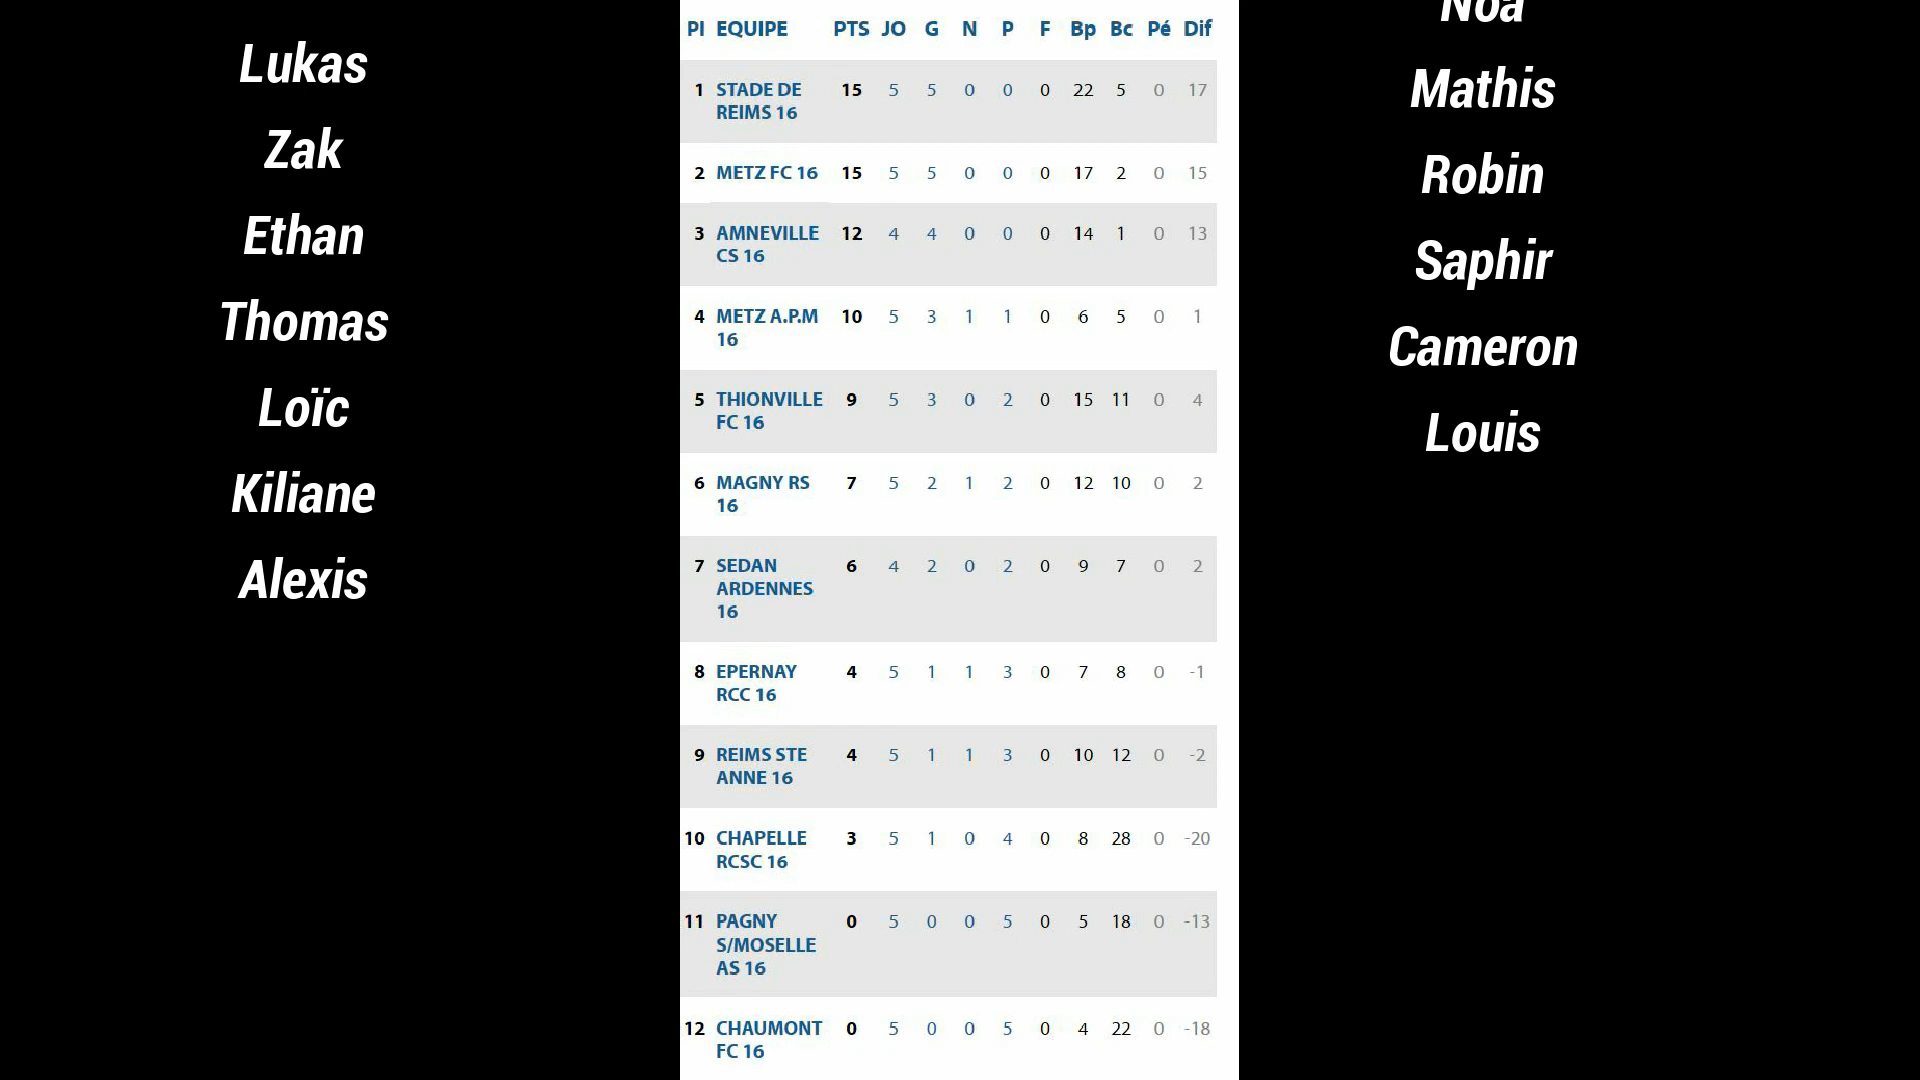 Lukas
Zak
Ethan
Thomas
Loïc
Kiliane
Alexis
Pl EQUIPE PTS JO G N P F Bp Bc Pé Dif
1 STADE DE 15 5 5 0 0 0 22 5 0 17
REIMS 16
2 METZ FC 16 15 5 5 0 0 0 17 2 0 15
3 AMNEVILLE 12 4 4 0 0 0 14 1 0 13
CS 16
4 METZ A.P.M 10 5 3 1 1 0 6 5 0 1
16
5 THIONVILLE 9 5 3 0 2 0 15 11 0 4
FC 16
6 MAGNY RS 7 5 2 1 2 0 12 10 0 2
16
7 SEDAN 6 4 2 0 2 0 9 7 0 2
ARDENNES
16
8 EPERNAY 4 5 1 1 3 0 7 8 0 -1
RCC 16
9 REIMS STE 4 5 1 1 3 0 10 12 0 -2
ANNE 16
10 CHAPELLE 3 5 1 0 4 0 8 28 0 -20
RCSC 16
11 PAGNY 0 5 0 0 5 0 5 18 0 -13
S/MOSELLE
AS 16
12 CHAUMONT 0 5 0 0 5 0 4 22 0 -18
FC 16
Noa
Mathis
Robin
Saphir
Cameron
Louis